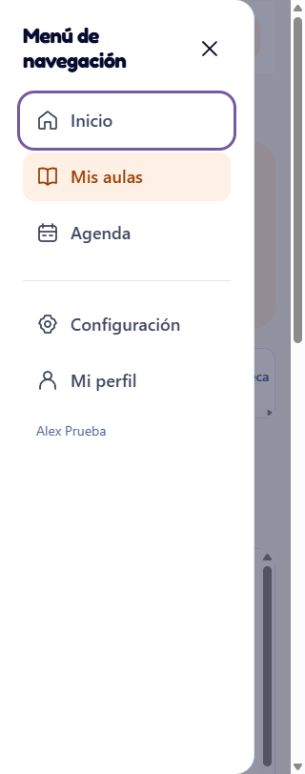 Menú de
navegación
Inicio
Mis aulas
Agenda
Configuración
Mi perfil
Alex Prueba